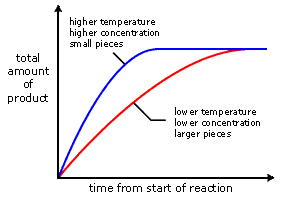 higher temperature
higher concentration
small pieces
total
amount
of
product
lower temperature
lower concentration
larger pieces
time from start of reaction